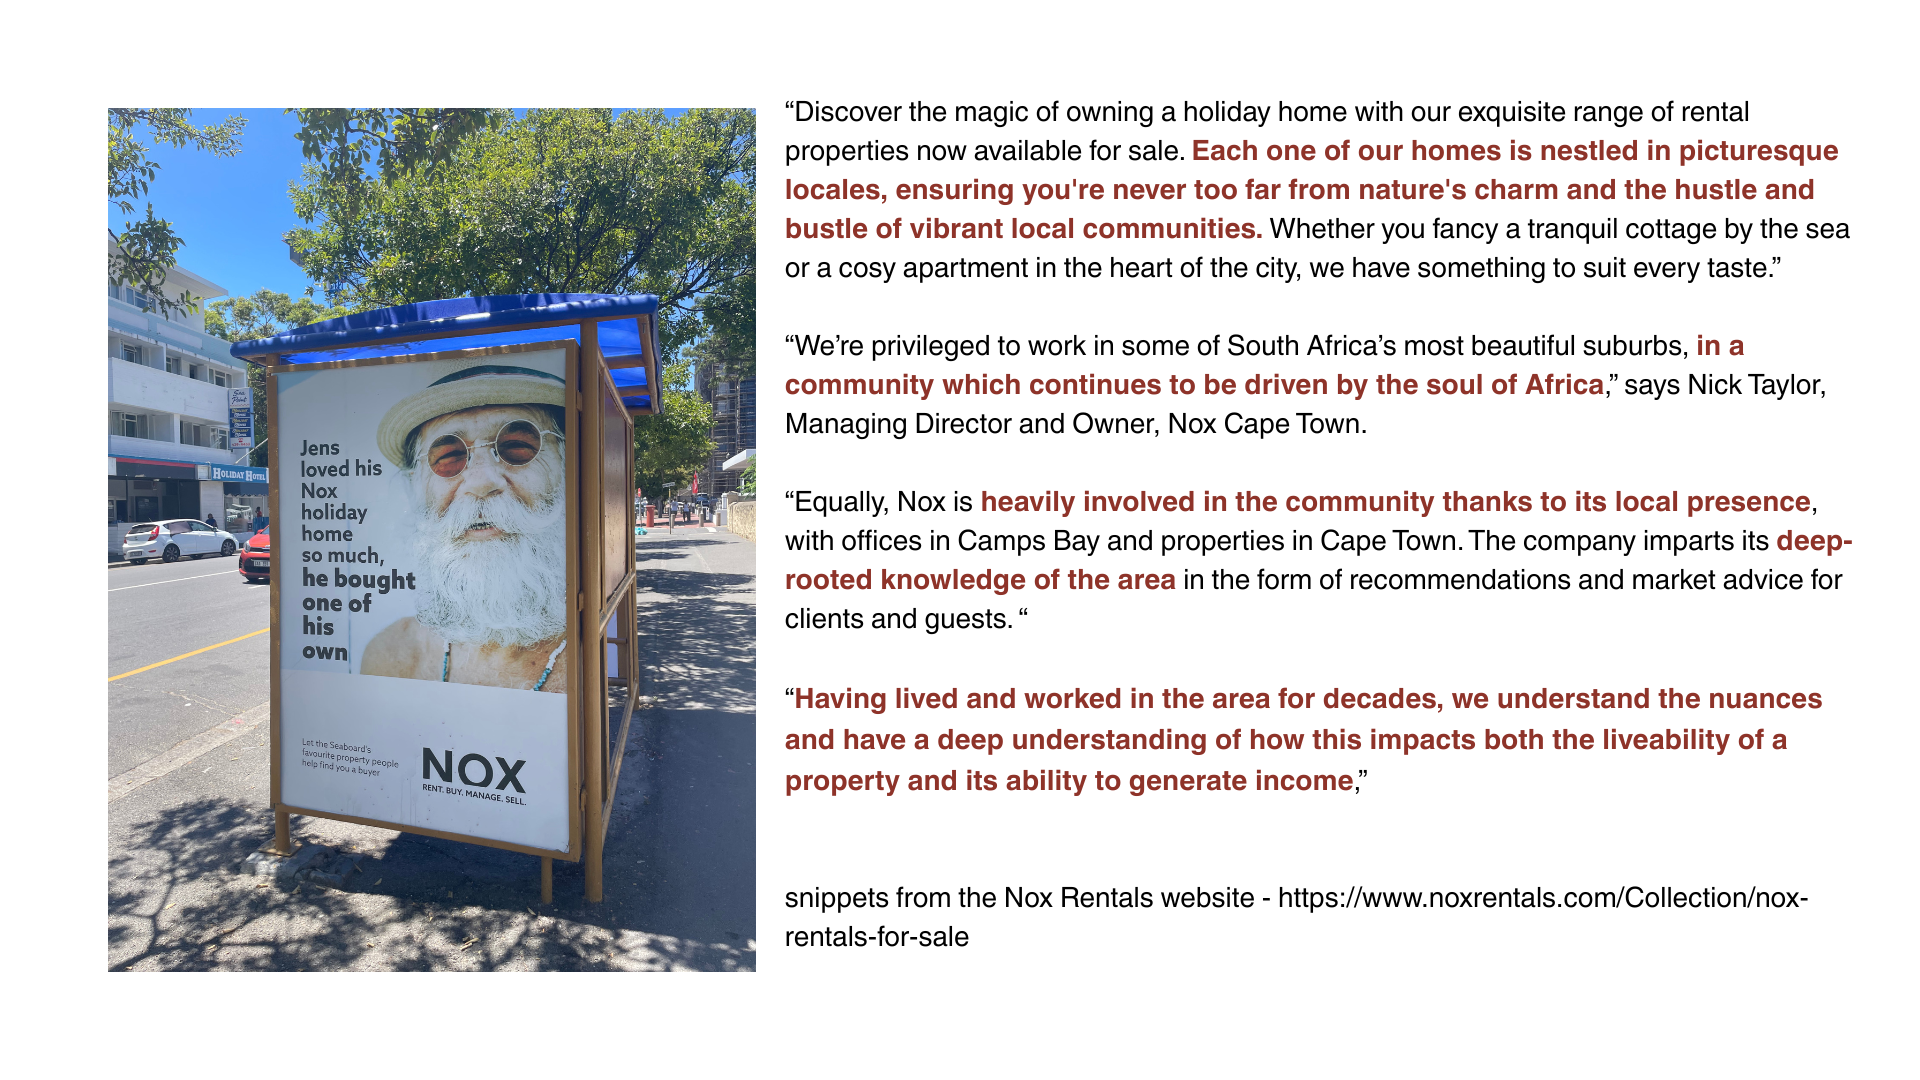 “Discover the magic of owning a holiday home with our exquisite range of rental
properties now available for sale. Each one of our homes is nestled in picturesque
locales, ensuring you're never too far from nature's charm and the hustle and
bustle of vibrant local communities. Whether you fancy a tranquil cottage by the sea
or a cosy apartment in the heart of the city, we have something to suit every taste.”
“We’re privileged to work in some of South Africa’s most beautiful suburbs, in a
community which continues to be driven by the soul of Africa,” says Nick Taylor,
Managing Director and Owner, Nox Cape Town.
“Equally, Nox is heavily involved in the community thanks to its local presence,
with offices in Camps Bay and properties in Cape Town. The company imparts its deep-
rooted knowledge of the area in the form of recommendations and market advice for
clients and guests. “
“Having lived and worked in the area for decades, we understand the nuances
and have a deep understanding of how this impacts both the liveability of a
property and its ability to generate income,”
snippets from the Nox Rentals website - https://www.noxrentals.com/Collection/nox-
rentals-for-sale
Jens
loved his
Nox
holiday
home
so much,
he bought
one of
his
own
Let the Seaboard's
favourite property people
help find you a buyer
NOX
RENT. BUY. MANAGE. SELL.
HOLIDAY HOTEL
Sea
Point